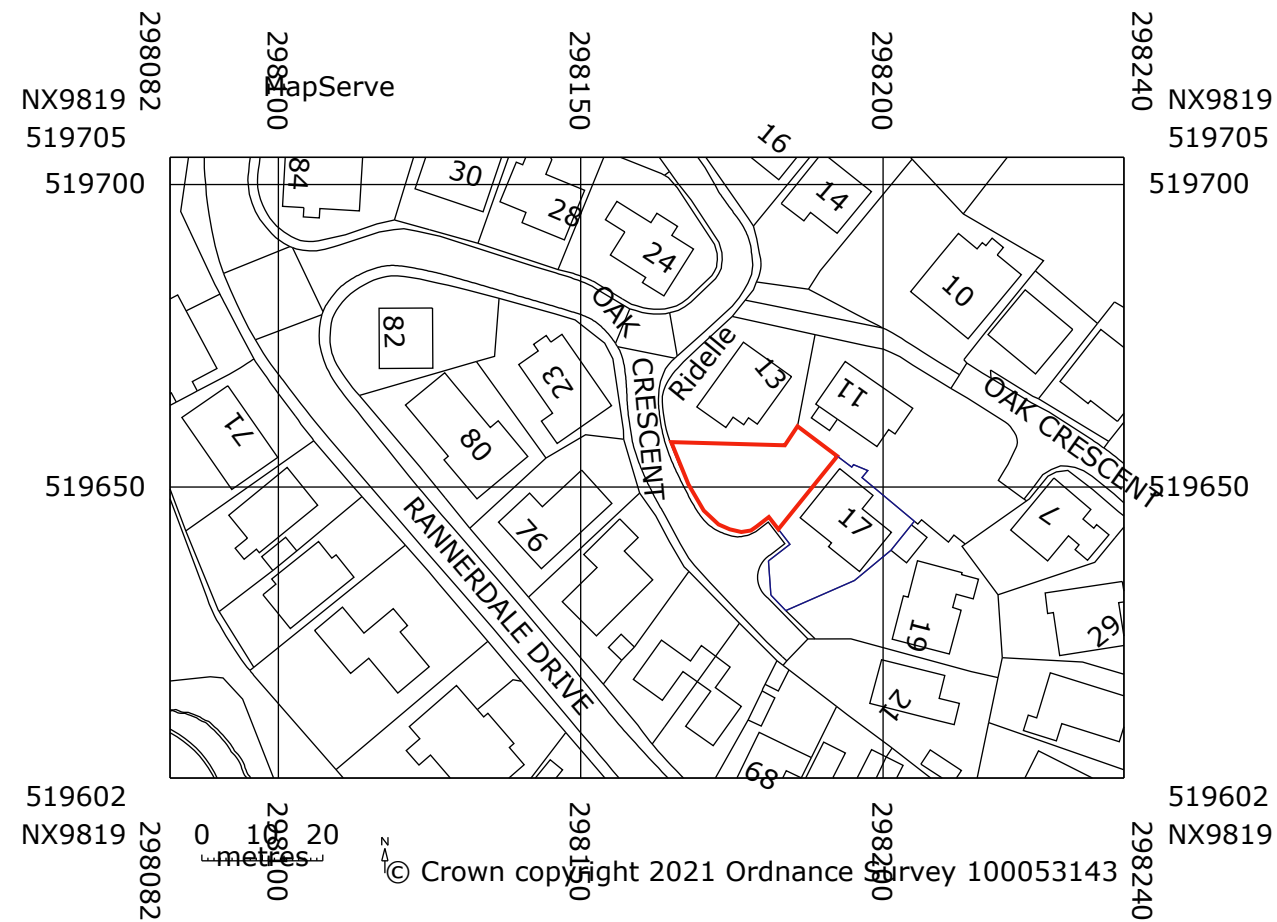 298082
298100
298150
298200
298240
MapServe
NX9819
519705
NX9819
519705
519700
519700
16
84
30
28
14
24
10
OAK
82
Ridelle
13
23
CRESCENT
11
OAK CRESCENT
71
80
519650
519650
17
7
76
RANNERDALE DRIVE
19
29
21
68
519602
NX9819
519602
NX9819
298082
298100
298150
298200
298240
0 10 20
metres
N
© Crown copyright 2021 Ordnance Survey 100053143